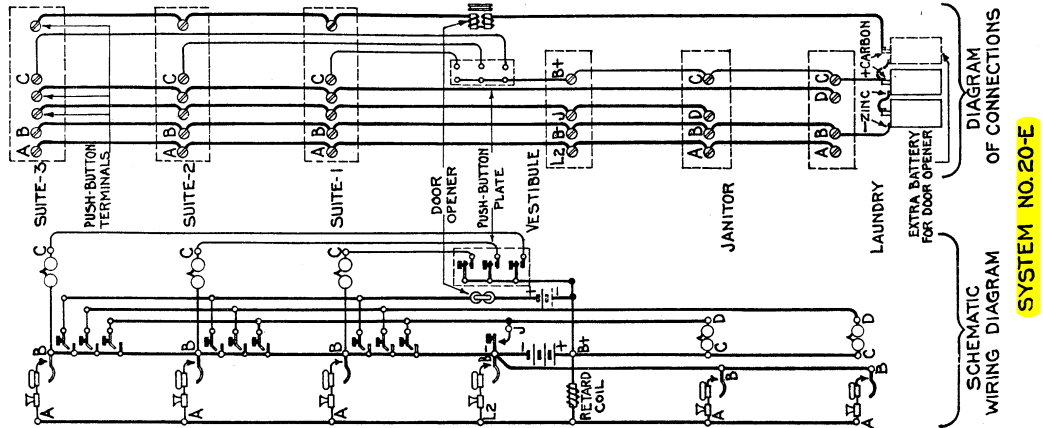 SUITE-3
A
B
C
PUSH-BUTTON
TERMINALS
SUITE-2
A
B
C
SUITE-1
A
B
C
DOOR
OPENER
PUSH-BUTTON
PLATE
VESTIBULE
L2
B-
J
B+
JANITOR
A
B
D
C
LAUNDRY
A
B
D
C
-ZINC
+CARBON
EXTRA BATTERY
FOR DOOR OPENER
DIAGRAM
OF CONNECTIONS
A
B
C
A
B
C
A
B
C
L2
B
J
-
+
-
+
B+
RETARD
COIL
A
B
C
D
A
B
C
D
SCHEMATIC
WIRING DIAGRAM
SYSTEM NO. 20-E